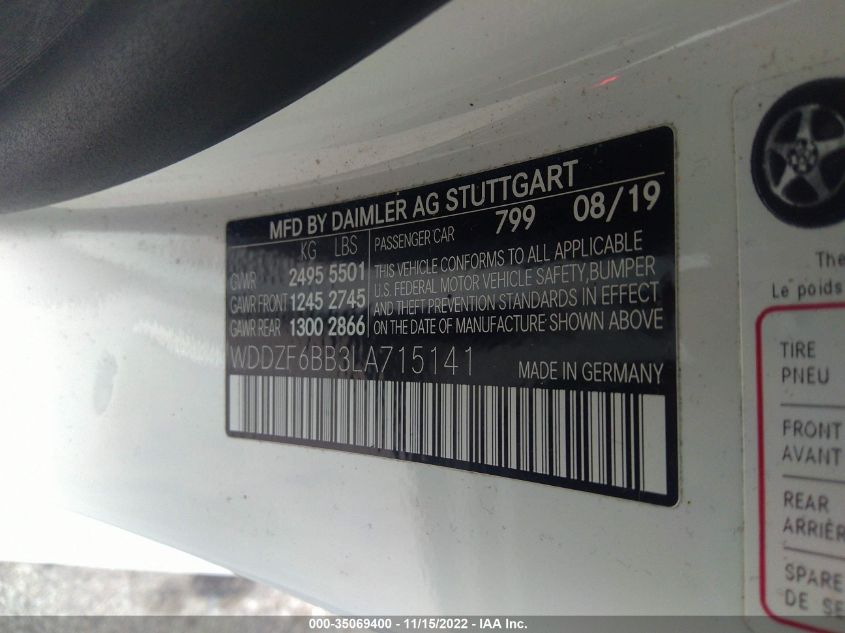 MFD BY DAIMLER AG STUTTGART
KG LBS
GVWR 2495 5501
GAWR FRONT 1245 2745
GAWR REAR 1300 2866
PASSENGER CAR 799 08/19
THIS VEHICLE CONFORMS TO ALL APPLICABLE
U.S. FEDERAL MOTOR VEHICLE SAFETY, BUMPER
AND THEFT PREVENTION STANDARDS IN EFFECT
ON THE DATE OF MANUFACTURE SHOWN ABOVE
WDDZF6BB3LA715141
MADE IN GERMANY
The
Le poids
TIRE
PNEU
FRONT
AVANT
REAR
ARRIÈR
SPARE
DE SE
000-35069400 - 11/15/2022 - IAA Inc.